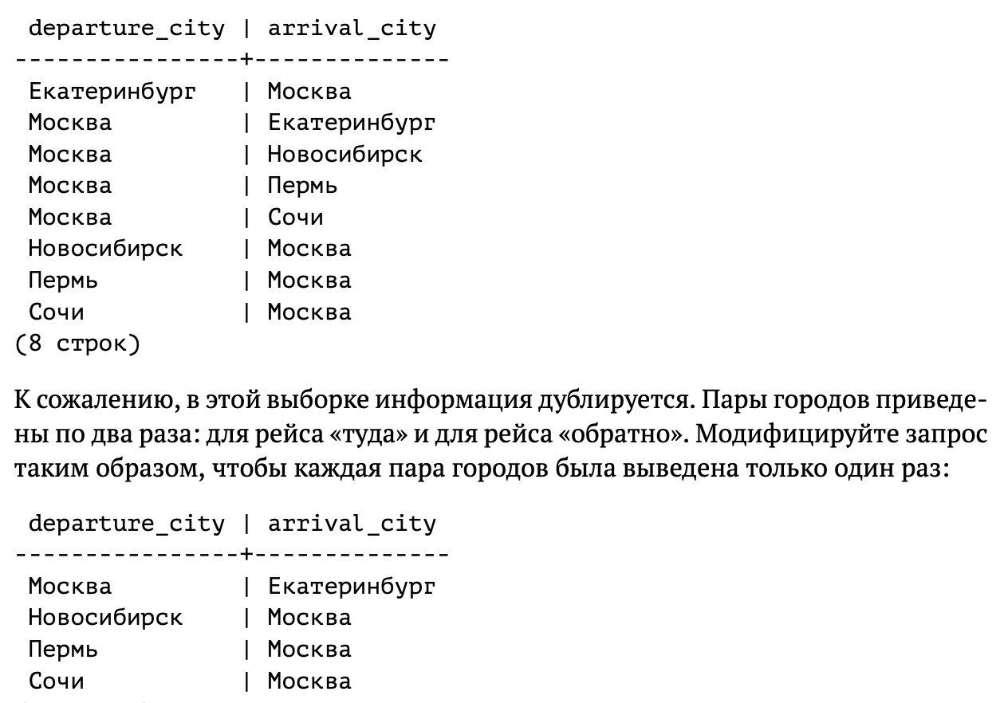 departure_city | arrival_city
----------------+--------------
Екатеринбург | Москва
Москва | Екатеринбург
Москва | Новосибирск
Москва | Пермь
Москва | Сочи
Новосибирск | Москва
Пермь | Москва
Сочи | Москва
(8 строк)
К сожалению, в этой выборке информация дублируется. Пары городов приведе-
ны по два раза: для рейса «туда» и для рейса «обратно». Модифицируйте запрос
таким образом, чтобы каждая пара городов была выведена только один раз:
departure_city | arrival_city
----------------+--------------
Москва | Екатеринбург
Новосибирск | Москва
Пермь | Москва
Сочи | Москва